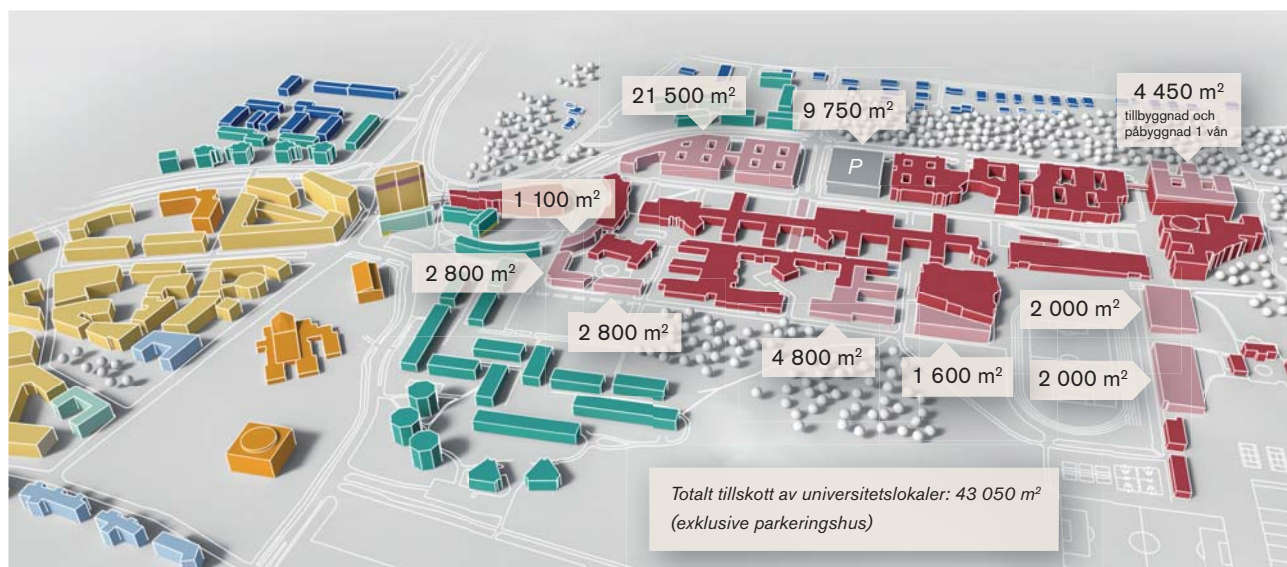 21 500 m²
9 750 m²
4 450 m²
tillbyggnad och
påbyggnad 1 vån
P
1 100 m²
2 800 m²
2 800 m²
4 800 m²
1 600 m²
2 000 m²
2 000 m²
Totalt tillskott av universitetslokaler: 43 050 m²
(exklusive parkeringshus)